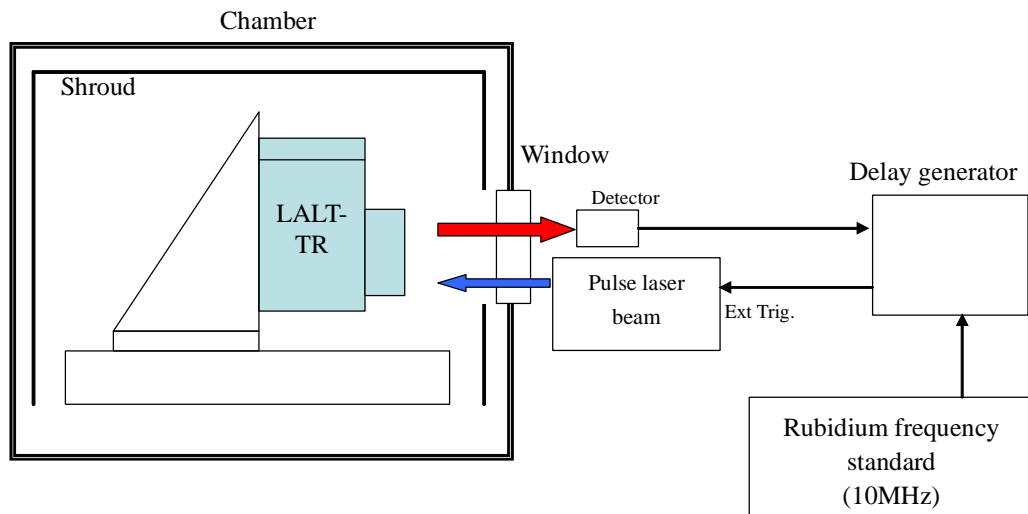 Chamber
Shroud
Window
Delay generator
Detector
LALT-
TR
Pulse laser
beam
Ext Trig.
Rubidium frequency
standard
(10MHz)